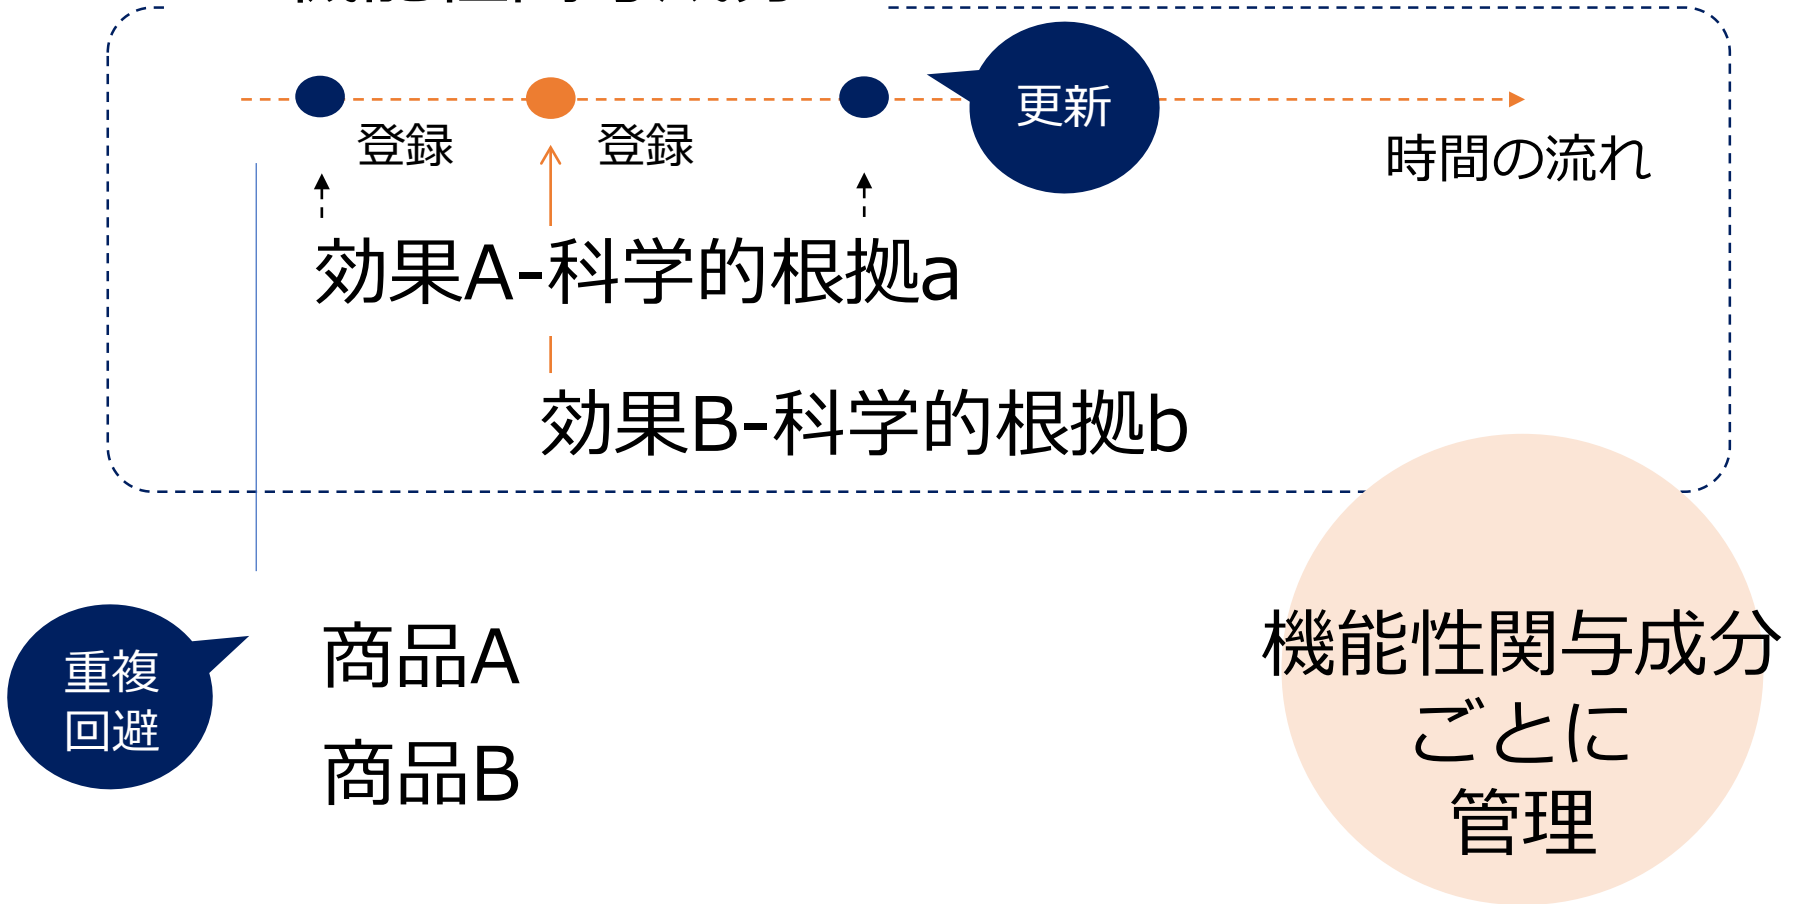 更新
登録
登録
時間の流れ
効果A-科学的根拠a
効果B-科学的根拠b
重複
回避
商品A
商品B
機能性関与成分
ごとに
管理